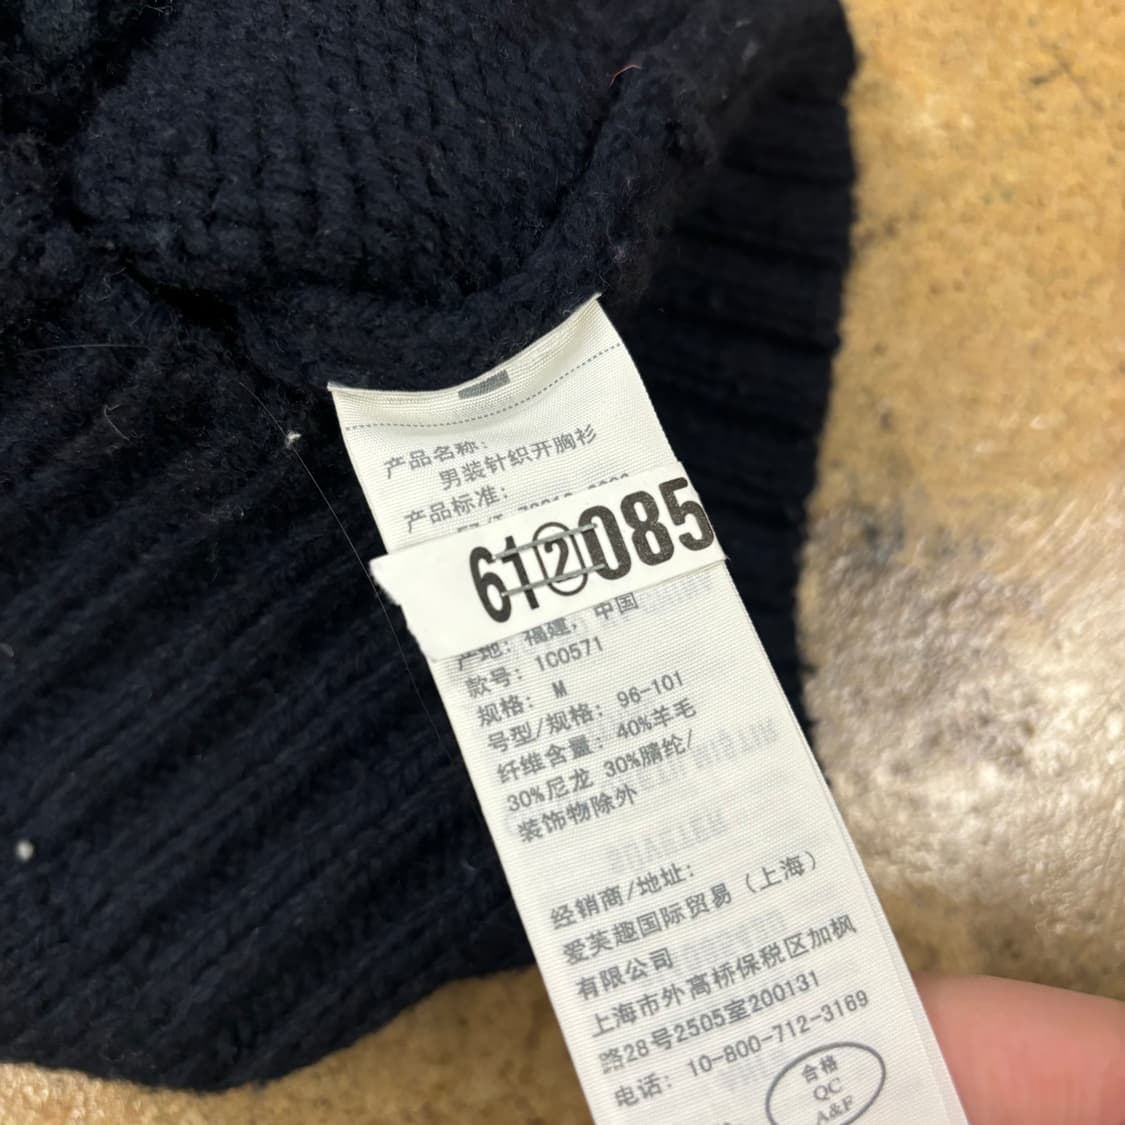 产品名称:
男装针织开胸衫
产品标准:
61②085
产地: 福建, 中国
款号: 1C0571
规格: M
号型/规格: 96-101
纤维含量: 40%羊毛
30%尼龙 30%腈纶/
装饰物除外
经销商/地址:
爱芙趣国际贸易 (上海)
有限公司
上海市外高桥保税区加枫
路28号2505室200131
电话: 10-800-712-3169
合格
QC
A&F